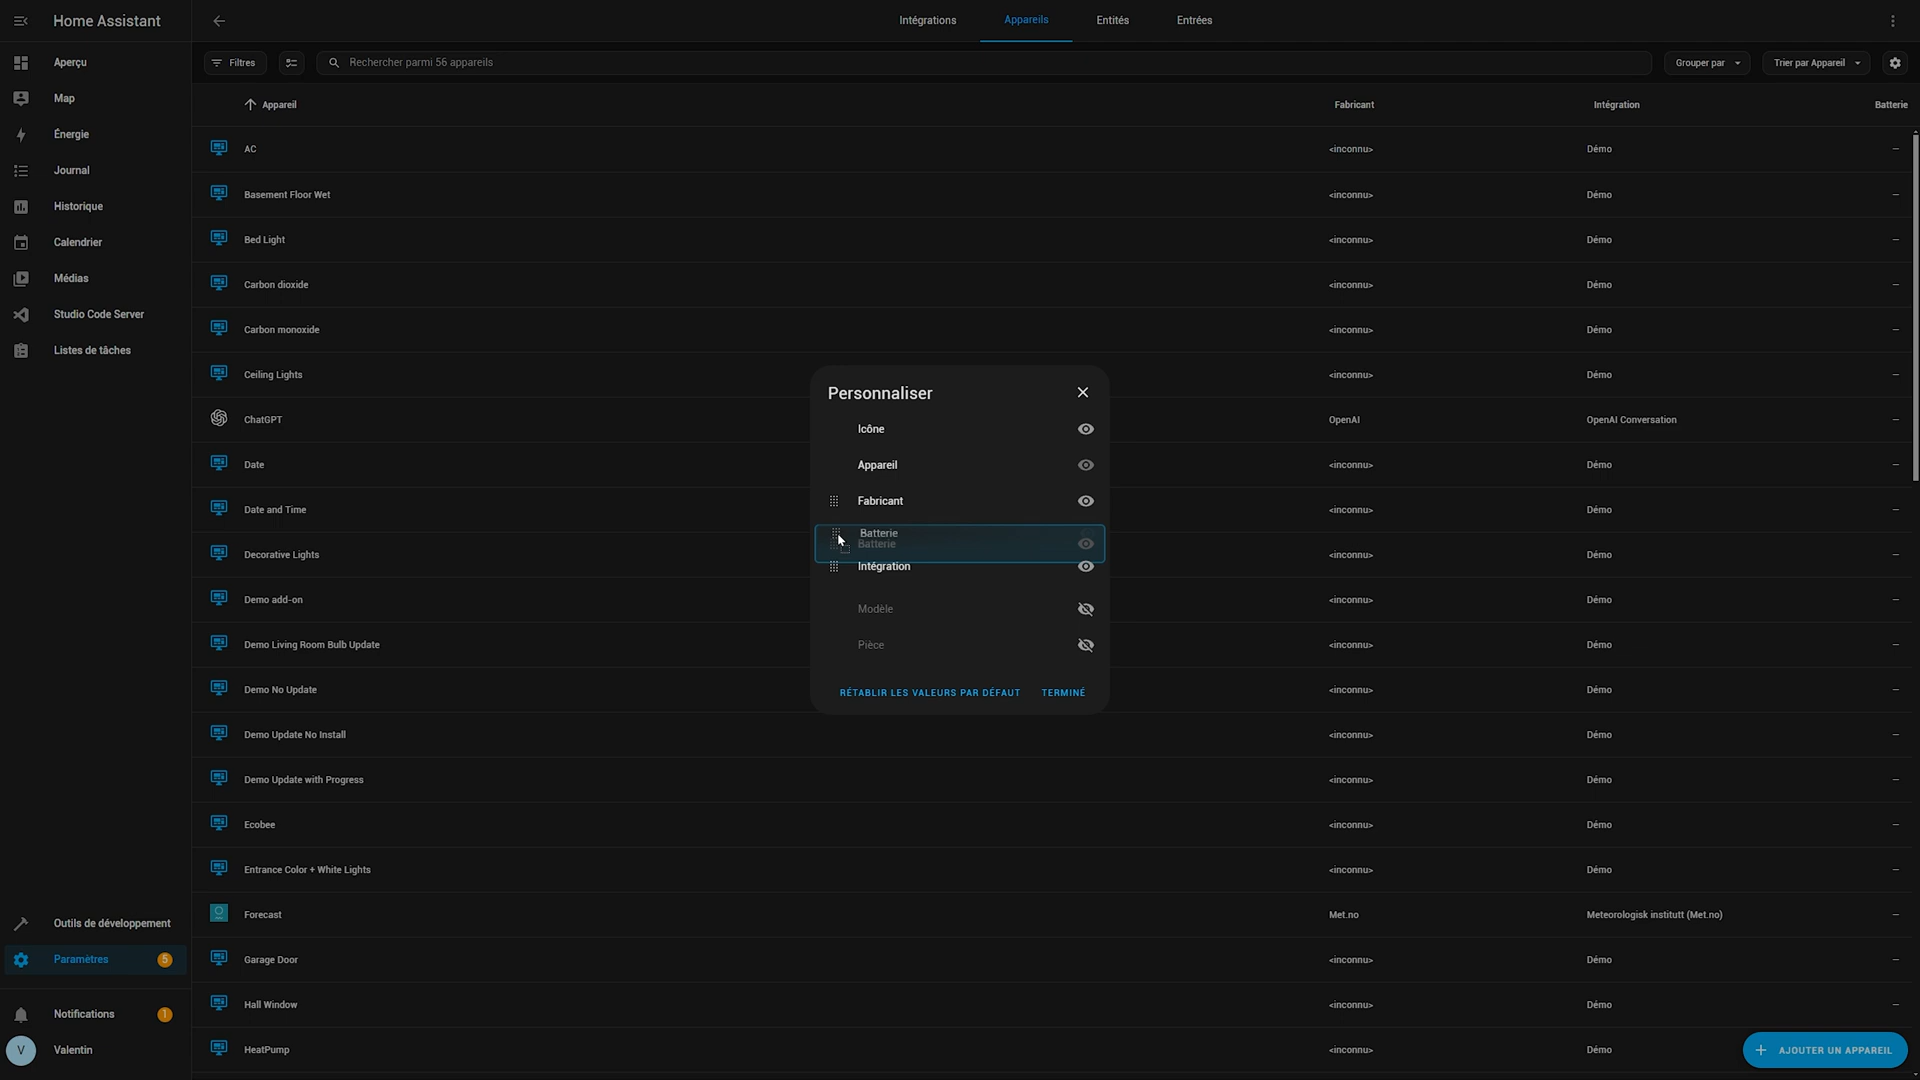 Home Assistant
Intégrations
Appareils
Entités
Entrées
Aperçu
Map
Énergie
Journal
Historique
Calendrier
Médias
Studio Code Server
Listes de tâches
Outils de développement
Paramètres 5
Notifications 1
V Valentin
Filtres
Rechercher parmi 56 appareils
Grouper par
Trier par Appareil
Appareil Fabricant Intégration Batterie
AC <inconnu> Démo –
Basement Floor Wet <inconnu> Démo –
Bed Light <inconnu> Démo –
Carbon dioxide <inconnu> Démo –
Carbon monoxide <inconnu> Démo –
Ceiling Lights <inconnu> Démo –
ChatGPT OpenAI OpenAI Conversation –
Date <inconnu> Démo –
Date and Time <inconnu> Démo –
Decorative Lights <inconnu> Démo –
Demo add-on <inconnu> Démo –
Demo Living Room Bulb Update <inconnu> Démo –
Demo No Update <inconnu> Démo –
Demo Update No Install <inconnu> Démo –
Demo Update with Progress <inconnu> Démo –
Ecobee <inconnu> Démo –
Entrance Color + White Lights <inconnu> Démo –
Forecast Met.no Meteorologisk institutt (Met.no) –
Garage Door <inconnu> Démo –
Hall Window <inconnu> Démo –
HeatPump <inconnu> Démo
AJOUTER UN APPAREIL
Personnaliser
Icône
Appareil
Fabricant
Batterie
Batterie
Intégration
Modèle
Pièce
RÉTABLIR LES VALEURS PAR DÉFAUT
TERMINÉ